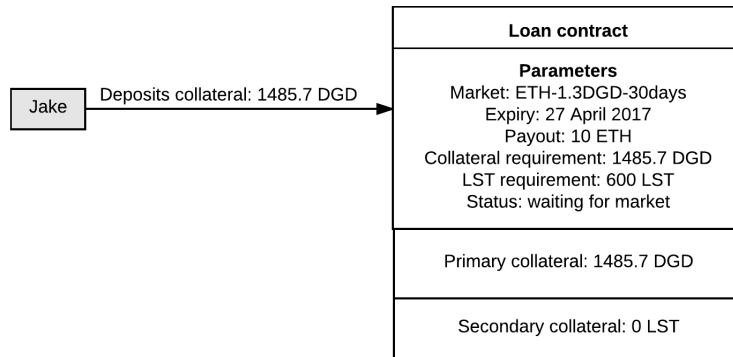 Jake
Deposits collateral: 1485.7 DGD
Loan contract
Parameters
Market: ETH-1.3DGD-30days
Expiry: 27 April 2017
Payout: 10 ETH
Collateral requirement: 1485.7 DGD
LST requirement: 600 LST
Status: waiting for market
Primary collateral: 1485.7 DGD
Secondary collateral: 0 LST